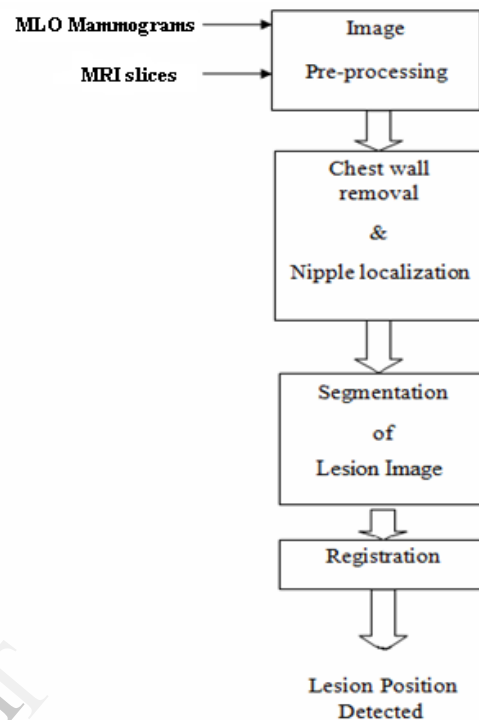 MLO Mammograms
MRI slices
Image
Pre-processing
Chest wall
removal
&
Nipple localization
Segmentation
of
Lesion Image
Registration
Lesion Position
Detected